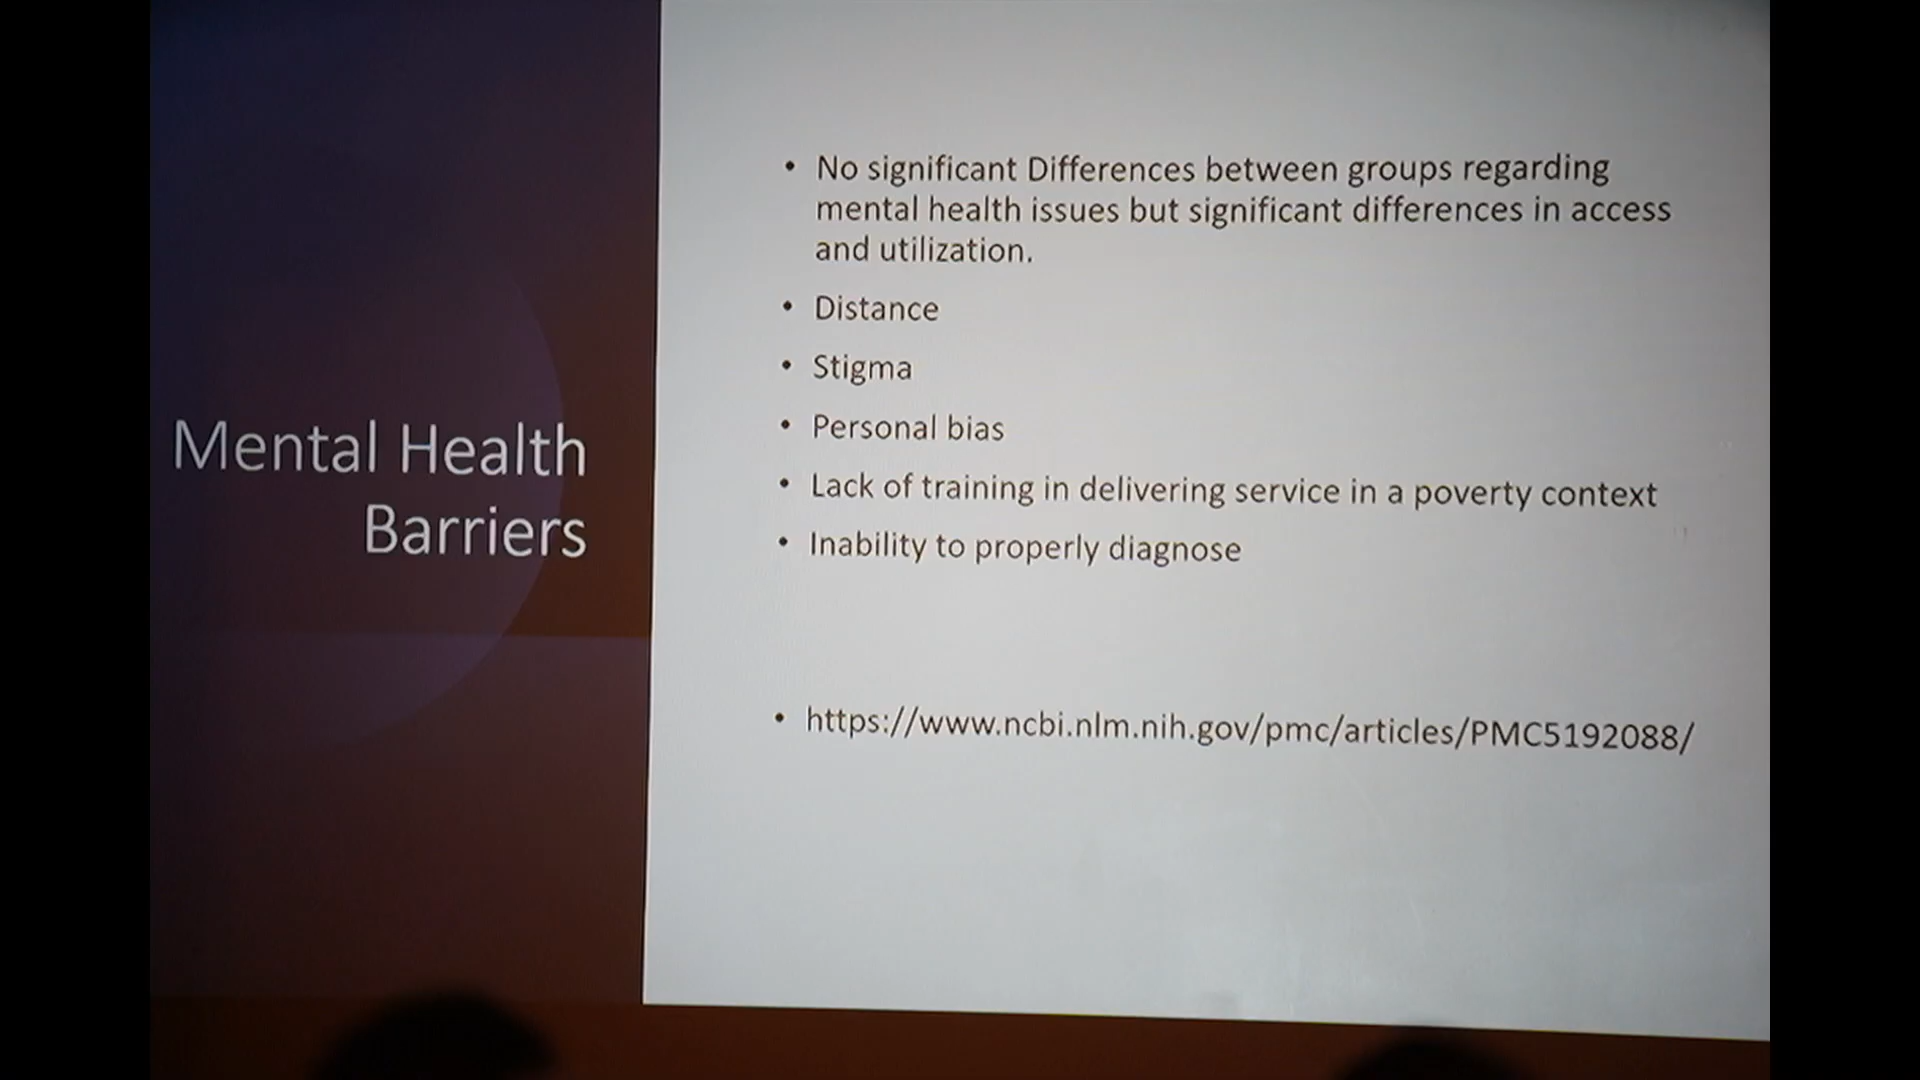 Mental Health
Barriers
• No significant Differences between groups regarding
mental health issues but significant differences in access
and utilization.
• Distance
• Stigma
• Personal bias
• Lack of training in delivering service in a poverty context
• Inability to properly diagnose
• https://www.ncbi.nlm.nih.gov/pmc/articles/PMC5192088/